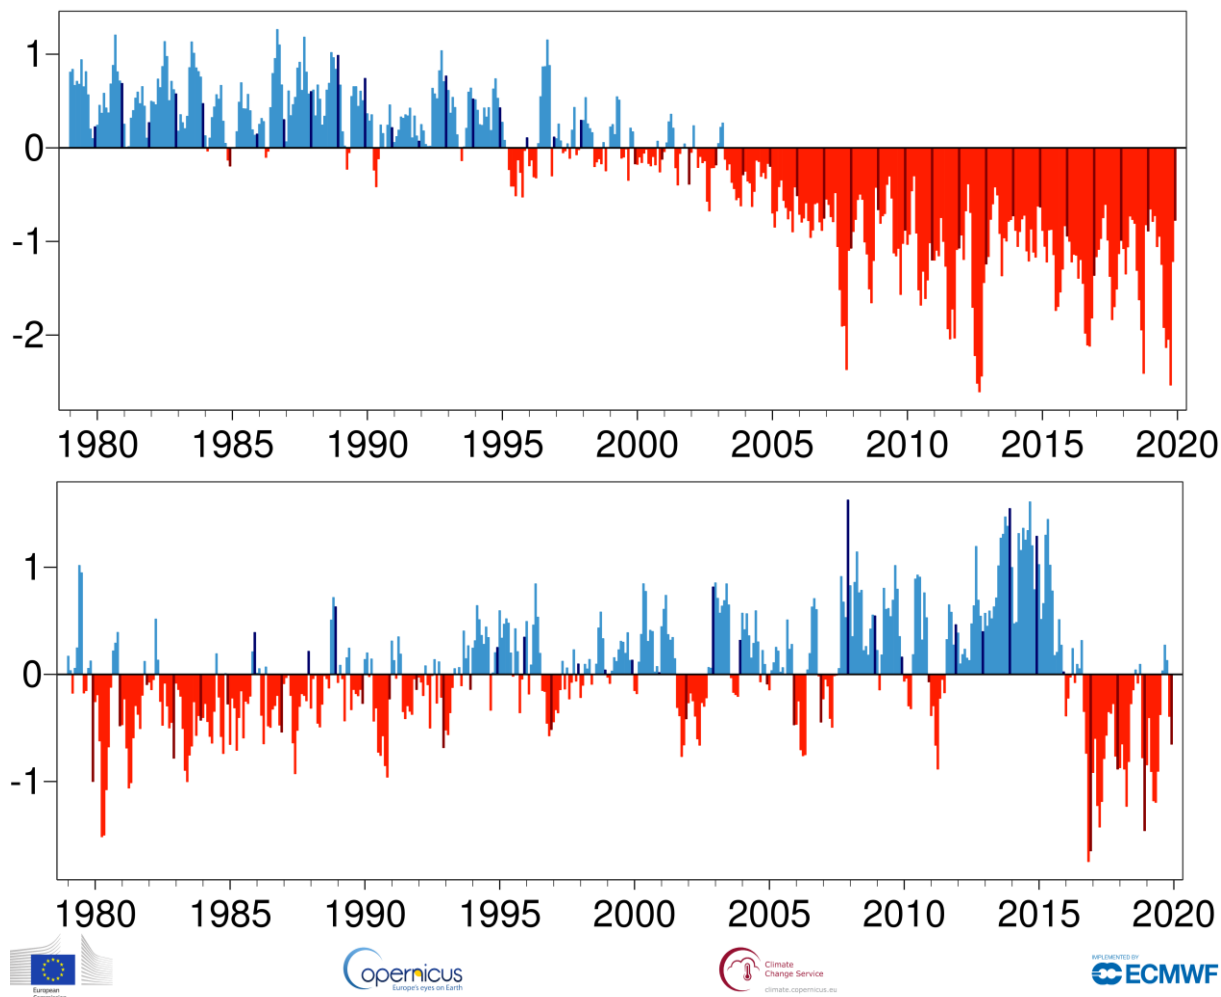 1
0
-1
-2
1980 1985 1990 1995 2000 2005 2010 2015 2020
1
0
-1
1980 1985 1990 1995 2000 2005 2010 2015 2020
European
Commission
opernicus
Europe's eyes on Earth
Climate
Change Service
climate.copernicus.eu
IMPLEMENTED BY
ECMWF